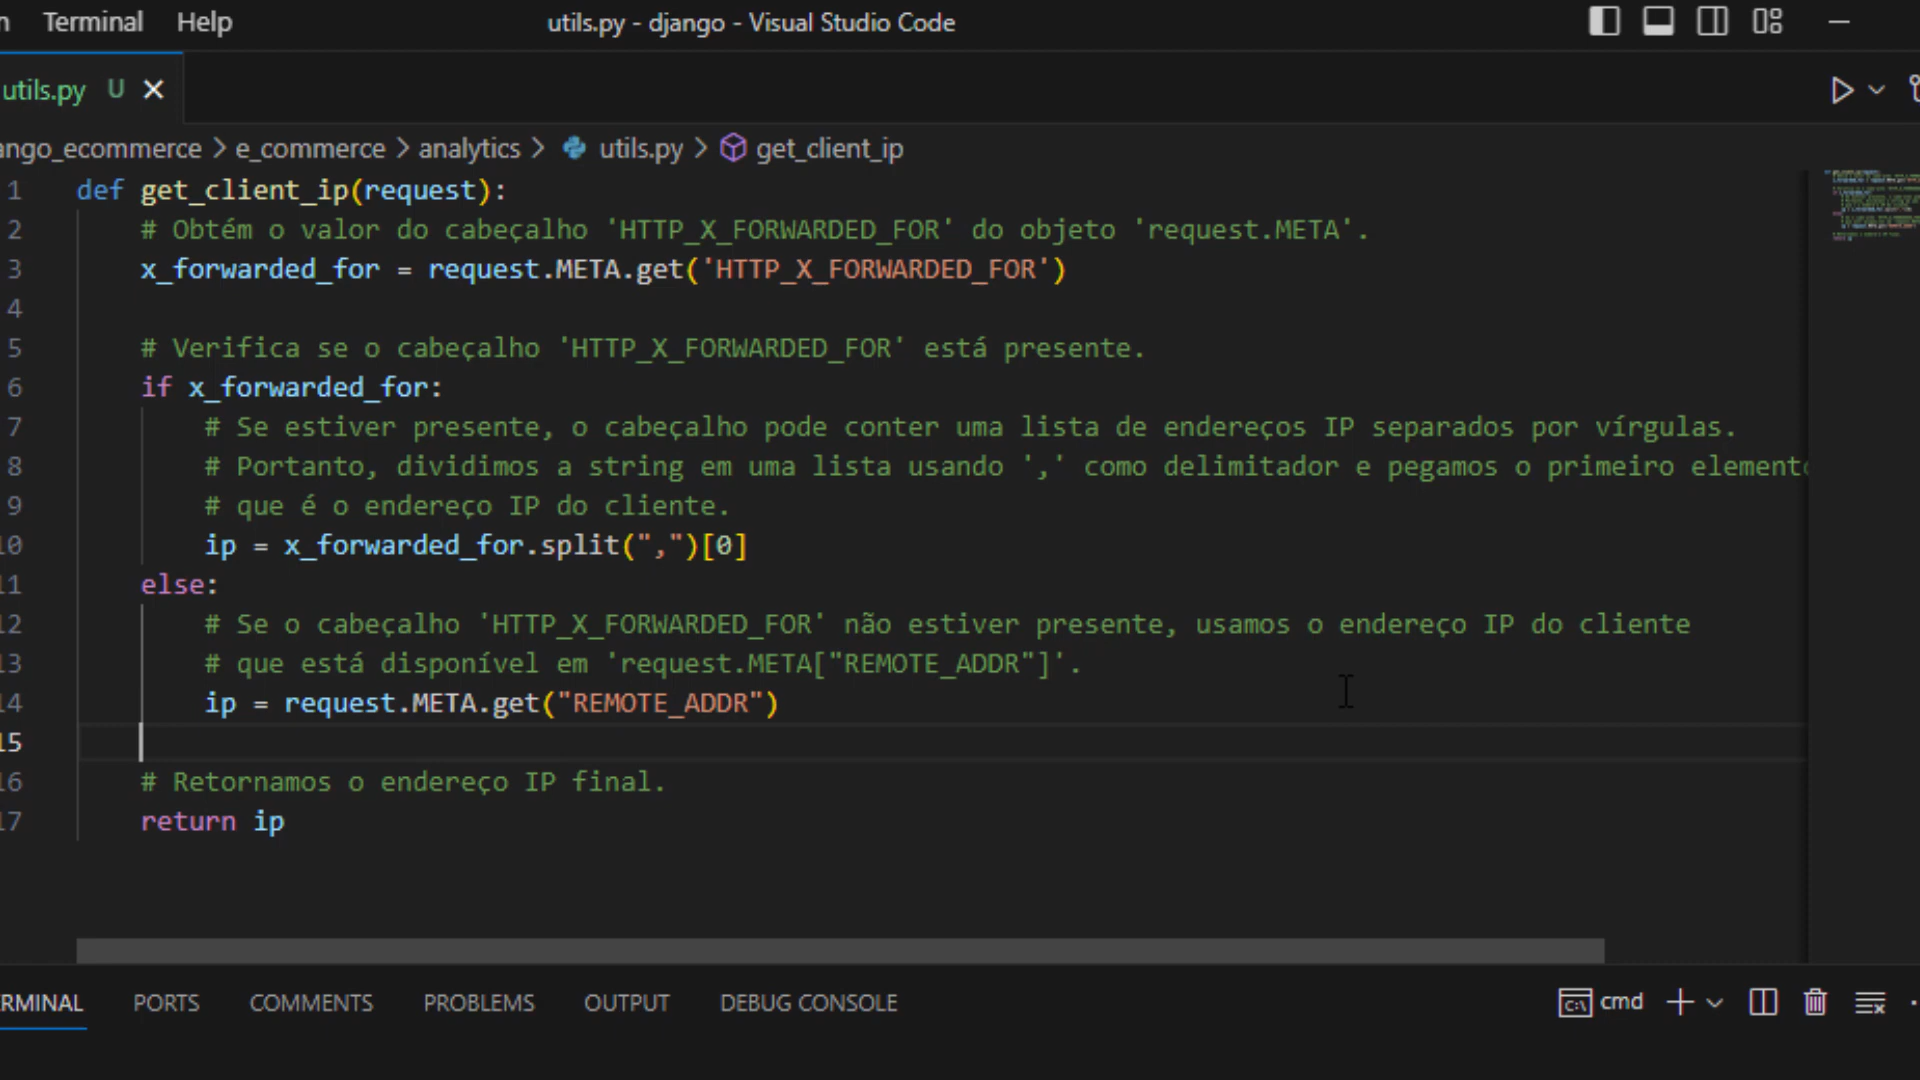 Terminal Help utils.py - django - Visual Studio Code
utils.py U
ango_ecommerce > e_commerce > analytics > utils.py > get_client_ip
1 def get_client_ip(request):
2 # Obtém o valor do cabeçalho 'HTTP_X_FORWARDED_FOR' do objeto 'request.META'.
3 x_forwarded_for = request.META.get('HTTP_X_FORWARDED_FOR')
4
5 # Verifica se o cabeçalho 'HTTP_X_FORWARDED_FOR' está presente.
6 if x_forwarded_for:
7 # Se estiver presente, o cabeçalho pode conter uma lista de endereços IP separados por vírgulas.
8 # Portanto, dividimos a string em uma lista usando ',' como delimitador e pegamos o primeiro elemento
9 # que é o endereço IP do cliente.
10 ip = x_forwarded_for.split(",")[0]
11 else:
12 # Se o cabeçalho 'HTTP_X_FORWARDED_FOR' não estiver presente, usamos o endereço IP do cliente
13 # que está disponível em 'request.META["REMOTE_ADDR"]'.
14 ip = request.META.get("REMOTE_ADDR")
15
16 # Retornamos o endereço IP final.
17 return ip
ERMINAL PORTS COMMENTS PROBLEMS OUTPUT DEBUG CONSOLE cmd